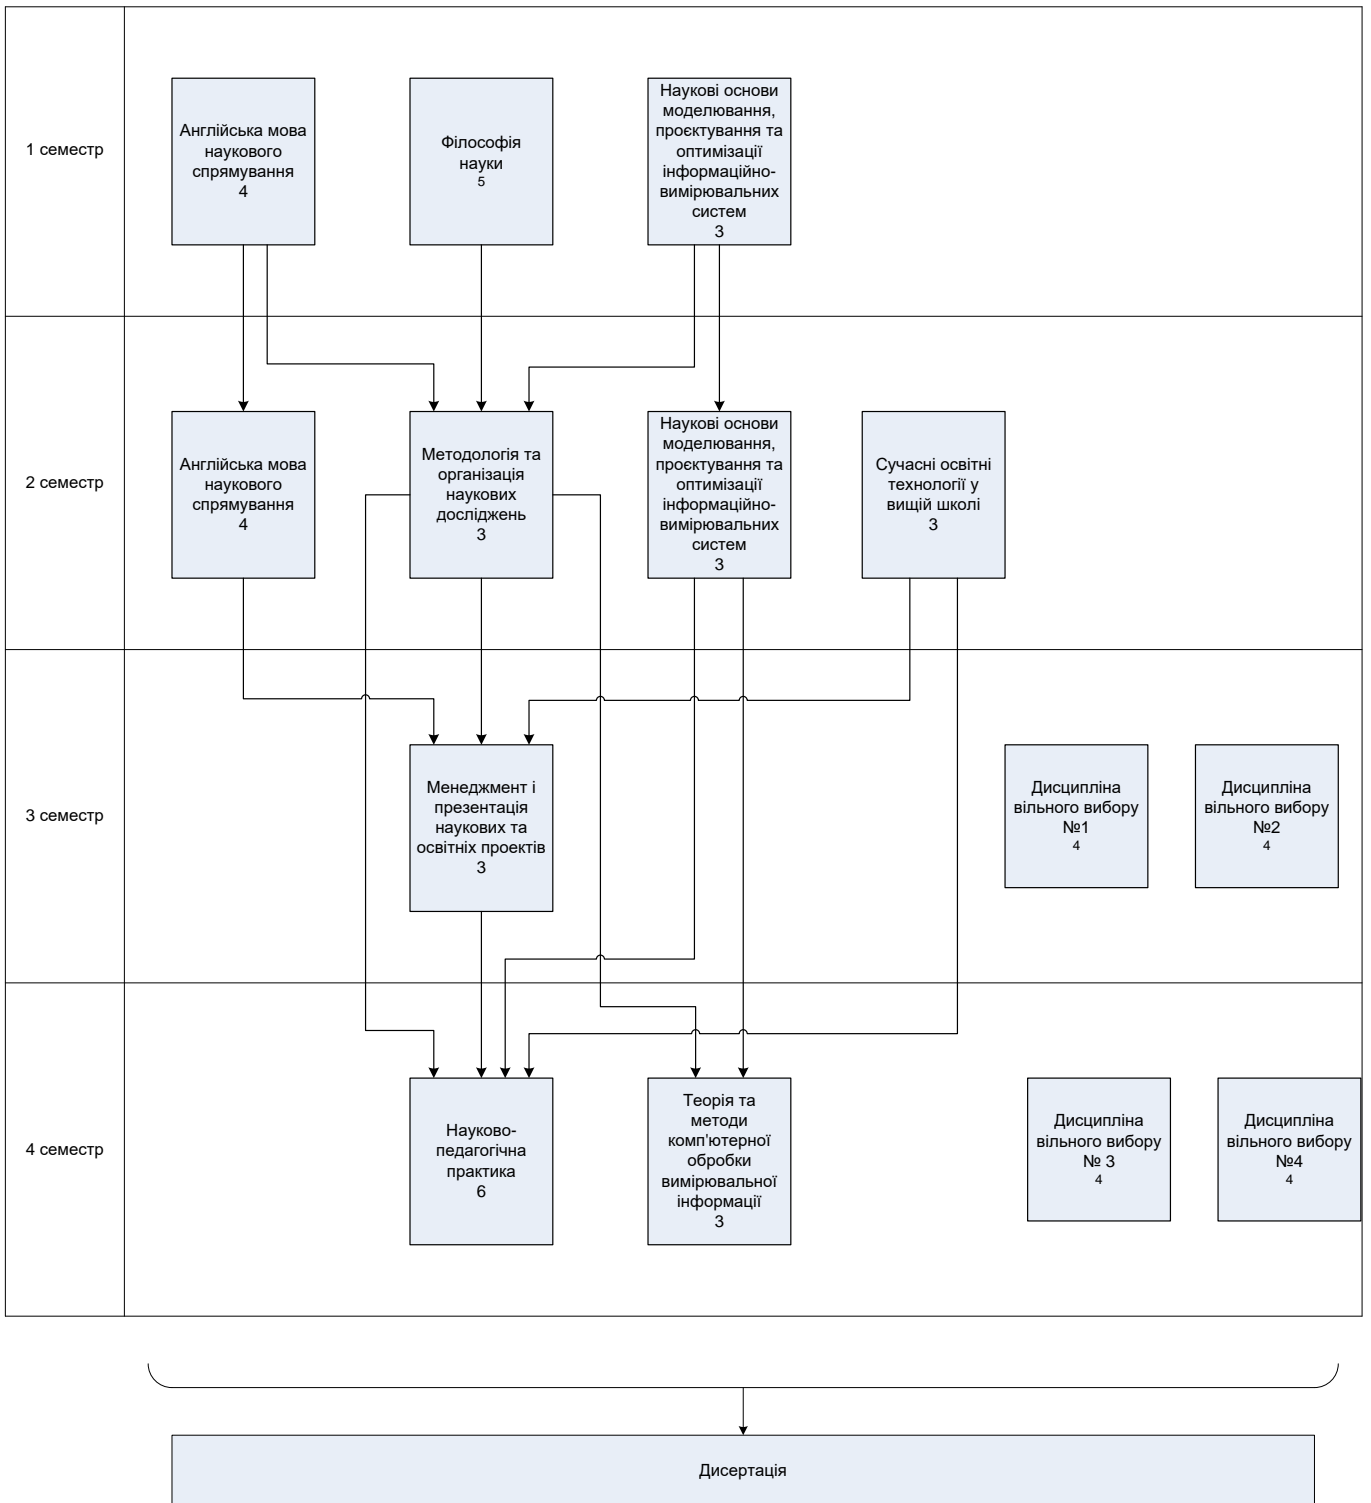 1 семестр
Англійська мова
наукового
спрямування
4
Філософія
науки
5
Наукові основи
моделювання,
проєктування та
оптимізації
інформаційно-
вимірювальних
систем
3
2 семестр
Англійська мова
наукового
спрямування
4
Методологія та
організація
наукових
досліджень
3
Наукові основи
моделювання,
проєктування та
оптимізації
інформаційно-
вимірювальних
систем
3
Сучасні освітні
технології у
вищій школі
3
3 семестр
Менеджмент і
презентація
наукових та
освітніх проектів
3
Дисципліна
вільного вибору
№1
4
Дисципліна
вільного вибору
№2
4
4 семестр
Науково-
педагогічна
практика
6
Теорія та
методи
комп'ютерної
обробки
вимірювальної
інформації
3
Дисципліна
вільного вибору
№ 3
4
Дисципліна
вільного вибору
№4
4
Дисертація